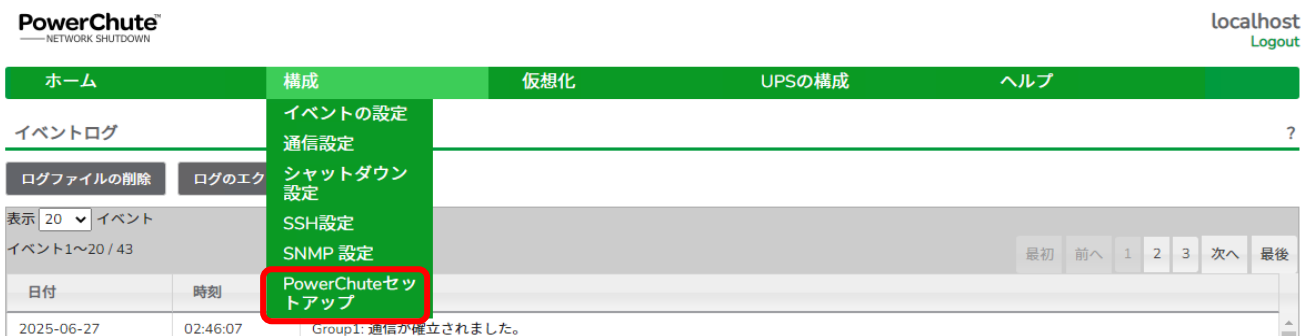 PowerChute™
NETWORK SHUTDOWN
localhost
Logout
ホーム 構成 仮想化 UPSの構成 ヘルプ
イベントの設定
通信設定
シャットダウン
設定
SSH設定
SNMP 設定
PowerChuteセッ
トアップ
イベントログ ?
ログファイルの削除 ログのエク
表示 20 イベント
イベント1～20 / 43
最初 前へ 1 2 3 次へ 最後
日付 時刻
2025-06-27 02:46:07 Group1: 通信が確立されました。